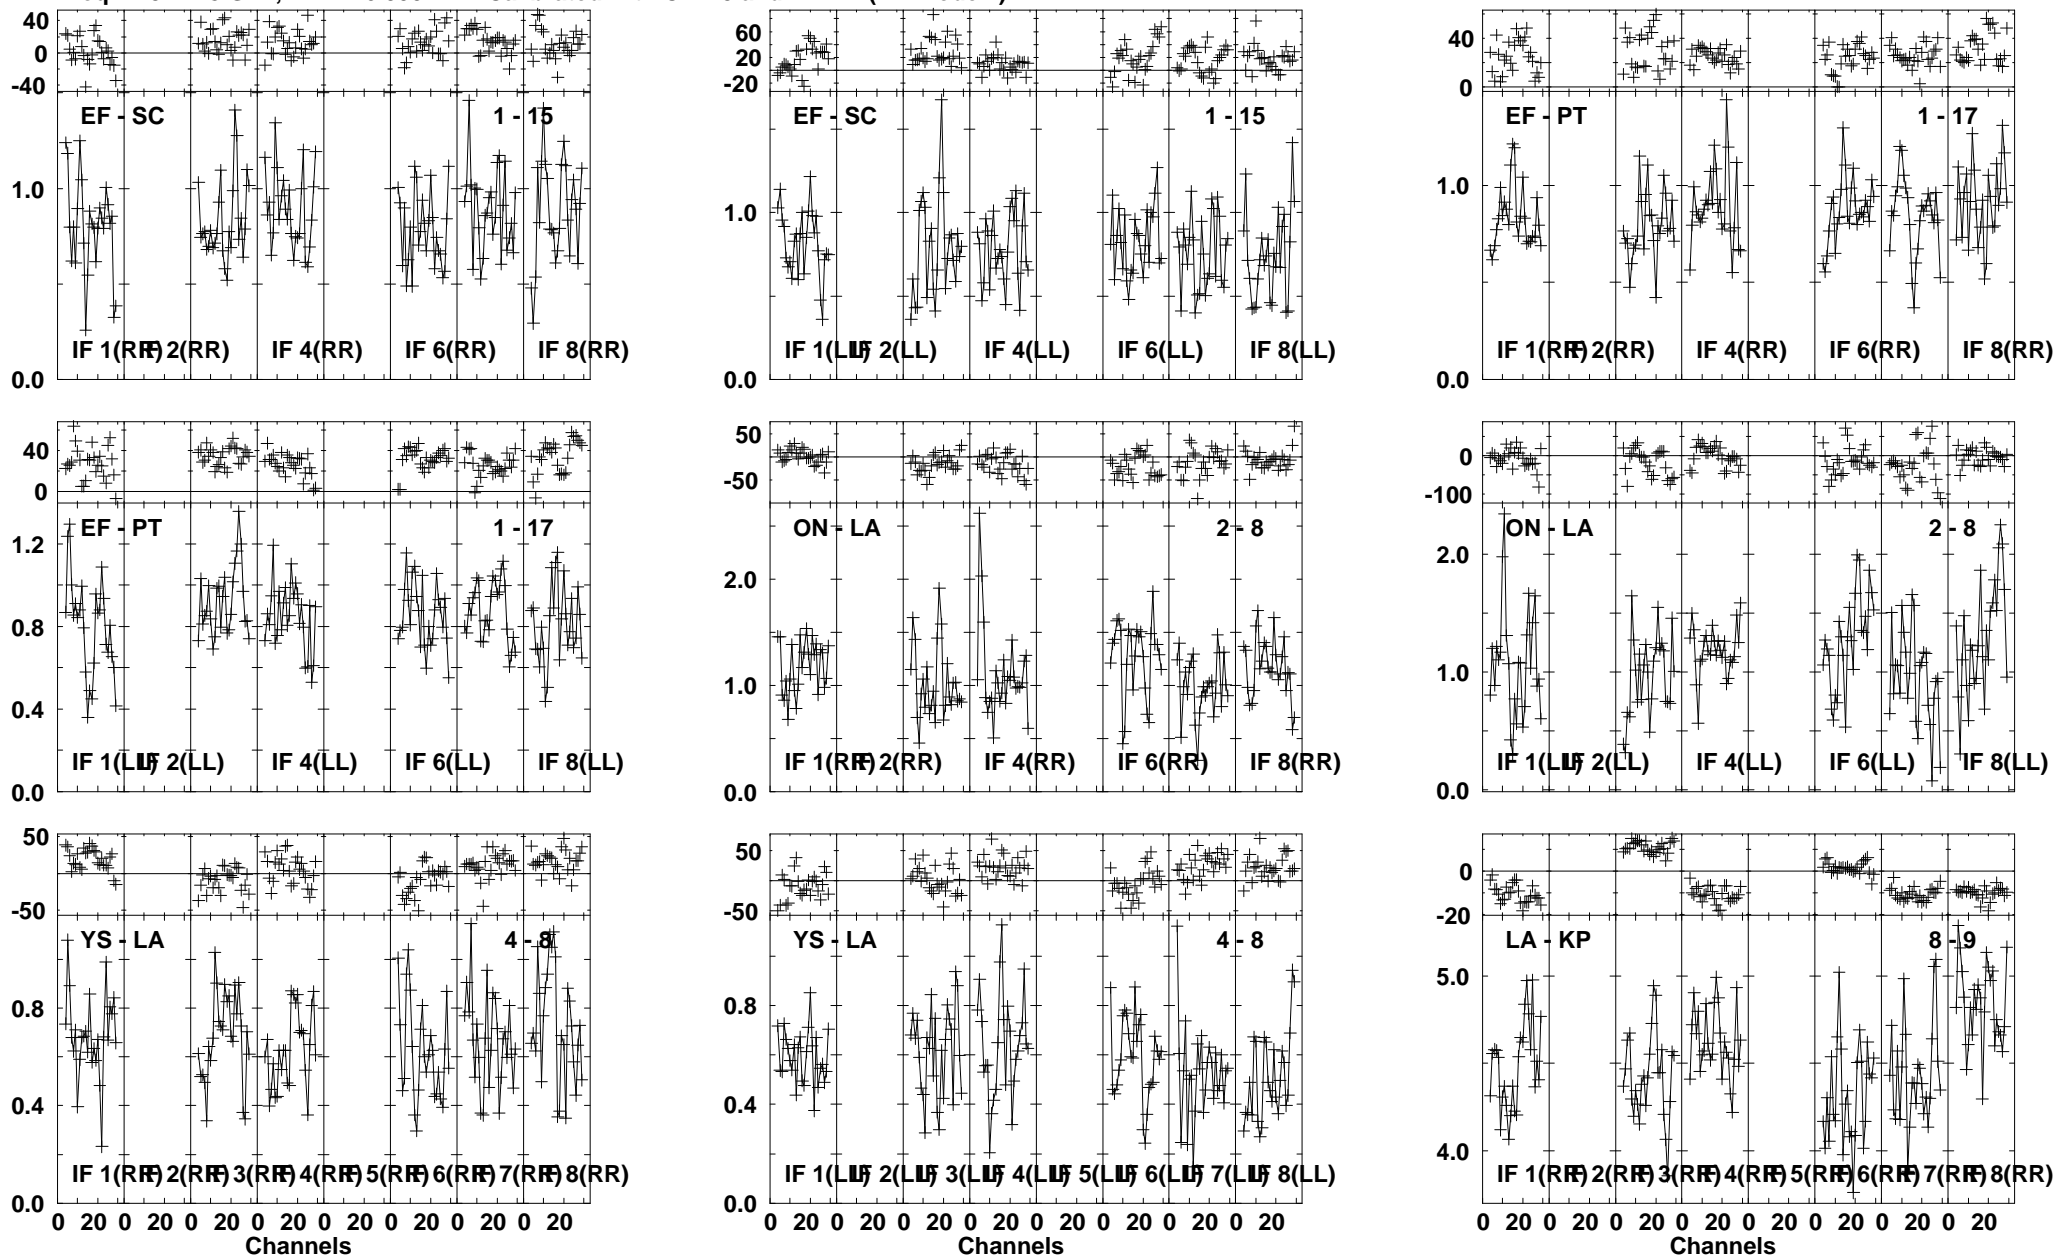 40
0
-40
EF - SC
1 - 15
1.0
IF 1(RR) IF 2(RR) IF 4(RR) IF 6(RR) IF 8(RR)
0.0
60
20
-20
EF - SC
1 - 15
1.0
IF 1(LL) IF 2(LL) IF 4(LL) IF 6(LL) IF 8(LL)
0.0
40
0
EF - PT
1 - 17
1.0
IF 1(RR) IF 2(RR) IF 4(RR) IF 6(RR) IF 8(RR)
0.0
40
0
EF - PT
1 - 17
1.2
0.8
0.4
IF 1(LL) IF 2(LL) IF 4(LL) IF 6(LL) IF 8(LL)
0.0
50
-50
ON - LA
2 - 8
2.0
1.0
IF 1(RR) IF 2(RR) IF 4(RR) IF 6(RR) IF 8(RR)
0.0
0
-100
ON - LA
2 - 8
2.0
1.0
IF 1(LL) IF 2(LL) IF 4(LL) IF 6(LL) IF 8(LL)
0.0
50
-50
YS - LA
4 - 8
0.8
0.4
IF 1(RR) IF 2(RR) IF 3(RR) IF 4(RR) IF 5(RR) IF 6(RR) IF 7(RR) IF 8(RR)
0.0
0 20 0 20 0 20 0 20 0 20 0 20 0 20 0 20
Channels
50
-50
YS - LA
4 - 8
0.8
0.4
IF 1(LL) IF 2(LL) IF 3(LL) IF 4(LL) IF 5(LL) IF 6(LL) IF 7(LL) IF 8(LL)
0.0
0 20 0 20 0 20 0 20 0 20 0 20 0 20 0 20
Channels
0
-20
LA - KP
8 - 9
5.0
4.0
IF 1(RR) IF 2(RR) IF 3(RR) IF 4(RR) IF 5(RR) IF 6(RR) IF 7(RR) IF 8(RR)
0 20 0 20 0 20 0 20 0 20 0 20 0 20 0 20
Channels